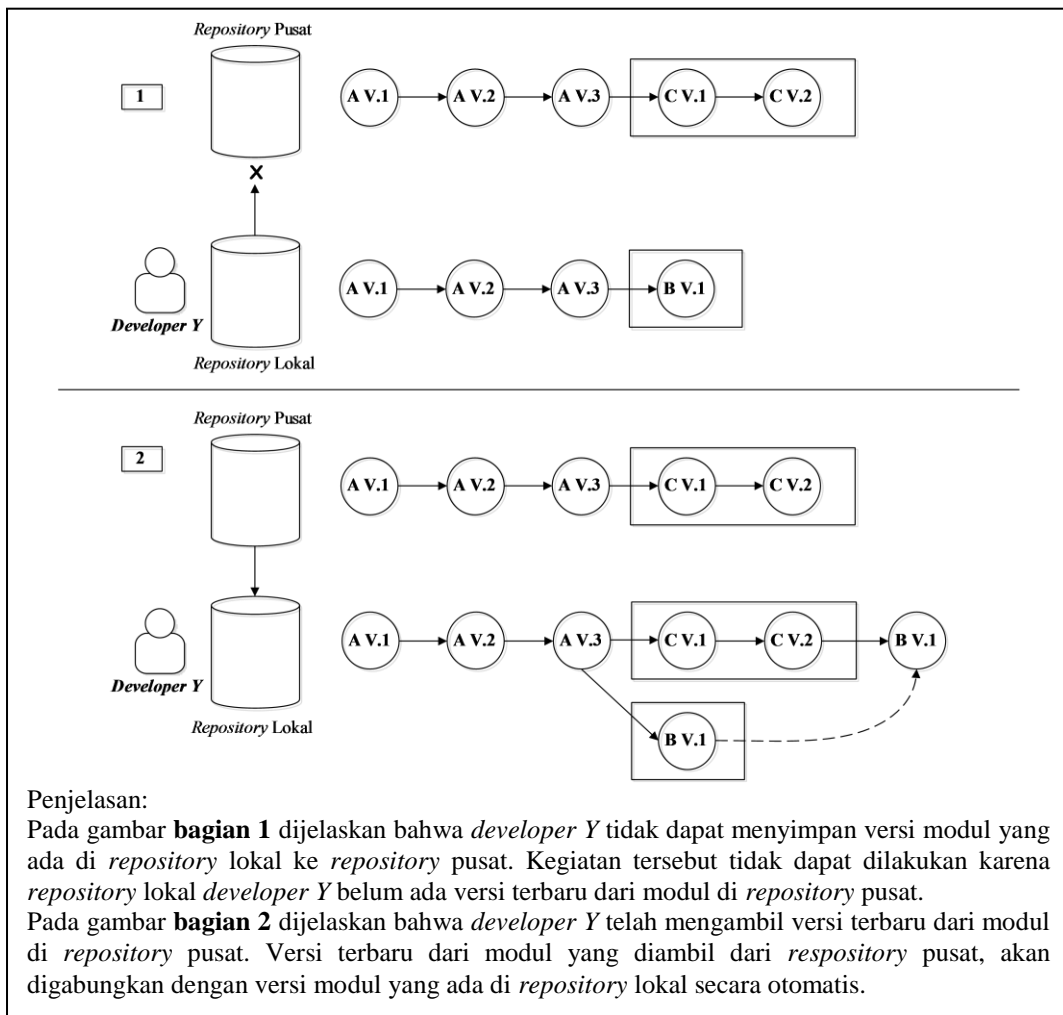 Repository Pusat
1
A V.1 A V.2 A V.3 C V.1 C V.2
X
A V.1 A V.2 A V.3 B V.1
Developer Y
Repository Lokal
Repository Pusat
2
A V.1 A V.2 A V.3 C V.1 C V.2
A V.1 A V.2 A V.3 C V.1 C V.2 B V.1
Developer Y
Repository Lokal
B V.1
Penjelasan:
Pada gambar bagian 1 dijelaskan bahwa developer Y tidak dapat menyimpan versi modul yang
ada di repository lokal ke repository pusat. Kegiatan tersebut tidak dapat dilakukan karena
repository lokal developer Y belum ada versi terbaru dari modul di repository pusat.
Pada gambar bagian 2 dijelaskan bahwa developer Y telah mengambil versi terbaru dari modul
di repository pusat. Versi terbaru dari modul yang diambil dari respository pusat, akan
digabungkan dengan versi modul yang ada di repository lokal secara otomatis.